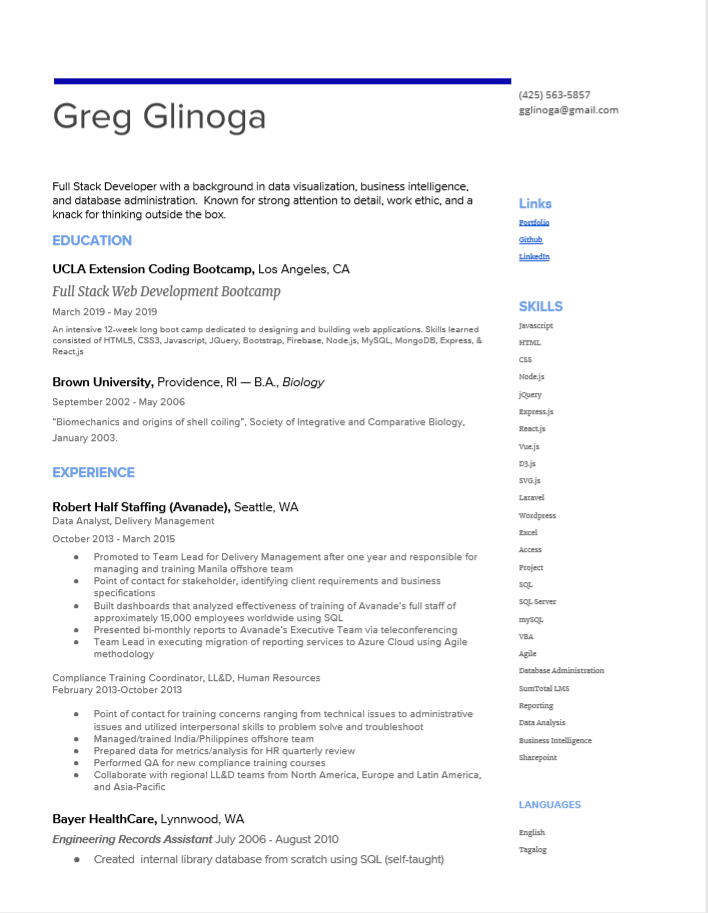 Greg Glinoga
(425) 563-5857
gglinoga@gmail.com
Full Stack Developer with a background in data visualization, business intelligence,
and database administration.  Known for strong attention to detail, work ethic, and a
knack for thinking outside the box.
EDUCATION
UCLA Extension Coding Bootcamp, Los Angeles, CA
Full Stack Web Development Bootcamp
March 2019 - May 2019
An intensive 12-week long boot camp dedicated to designing and building web applications. Skills learned
consisted of HTML5, CSS3, Javascript, JQuery, Bootstrap, Firebase, Node.js, MySQL, MongoDB, Express, &
React.js
Brown University, Providence, RI — B.A., Biology
September 2002 - May 2006
“Biomechanics and origins of shell coiling”, Society of Integrative and Comparative Biology,
January 2003.
EXPERIENCE
Robert Half Staffing (Avanade), Seattle, WA
Data Analyst, Delivery Management
October 2013 - March 2015
● Promoted to Team Lead for Delivery Management after one year and responsible for
managing and training Manila offshore team
● Point of contact for stakeholder, identifying client requirements and business
specifications
● Built dashboards that analyzed effectiveness of training of Avanade's full staff of
approximately 15,000 employees worldwide using SQL
● Presented bi-monthly reports to Avanade's Executive Team via teleconferencing
● Team Lead in executing migration of reporting services to Azure Cloud using Agile
methodology
Compliance Training Coordinator, LL&D, Human Resources
February 2013-October 2013
● Point of contact for training concerns ranging from technical issues to administrative
issues and utilized interpersonal skills to problem solve and troubleshoot
● Managed/trained India/Philippines offshore team
● Prepared data for metrics/analysis for HR quarterly review
● Performed QA for new compliance training courses
● Collaborate with regional LL&D teams from North America, Europe and Latin America,
and Asia-Pacific
Bayer HealthCare, Lynnwood, WA
Engineering Records Assistant July 2006 - August 2010
● Created  internal library database from scratch using SQL (self-taught)
Links
Portfolio
Github
LinkedIn
SKILLS
Javascript
HTML
CSS
Node.js
jQuery
Express.js
React.js
Vue.js
D3.js
SVG.js
Laravel
Wordpress
Excel
Access
Project
SQL
SQL Server
mySQL
VBA
Agile
Database Administration
SumTotal LMS
Reporting
Data Analysis
Business Intelligence
Sharepoint
LANGUAGES
English
Tagalog